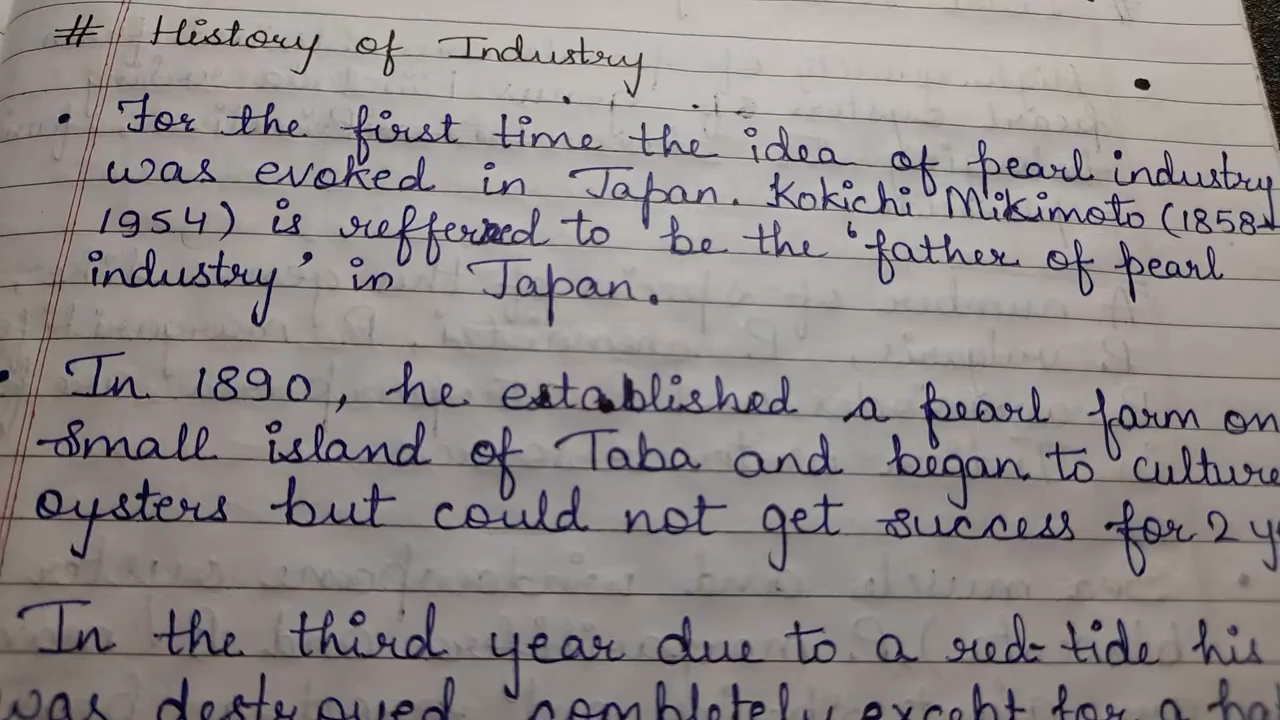 # History of Industry
• For the first time the idea of pearl industry
was evoked in Japan. Kokichi Mikimoto (1858-
1954) is refferred to be the 'father of pearl
industry' in Japan.
• In 1890, he established a pearl farm on
small island of Taba and began to culture
oysters but could not get success for 2 y
In the third year due to a red-tide his
was destroyed completely except for a